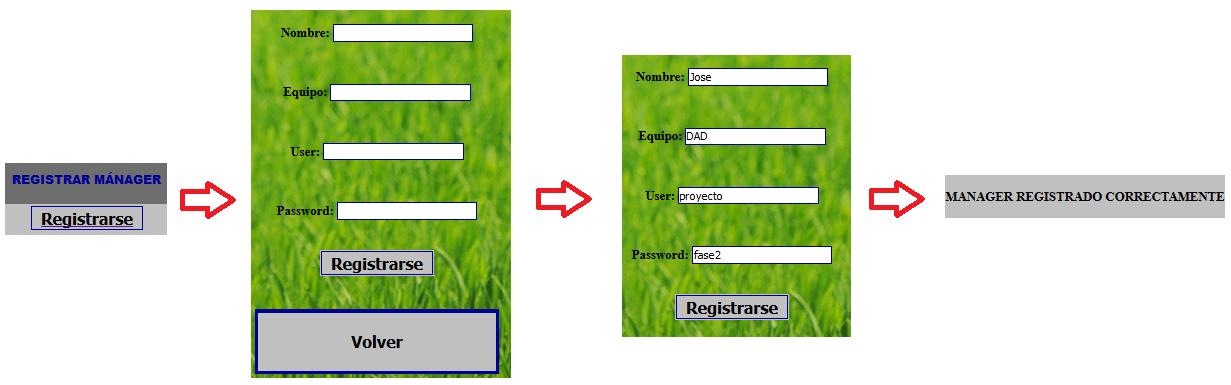 REGISTRAR MÁNAGER
Registrarse
Nombre:
Equipo:
User:
Password:
Registrarse
Volver
Nombre: Jose
Equipo: DAD
User: proyecto
Password: fase2
Registrarse
MANAGER REGISTRADO CORRECTAMENTE